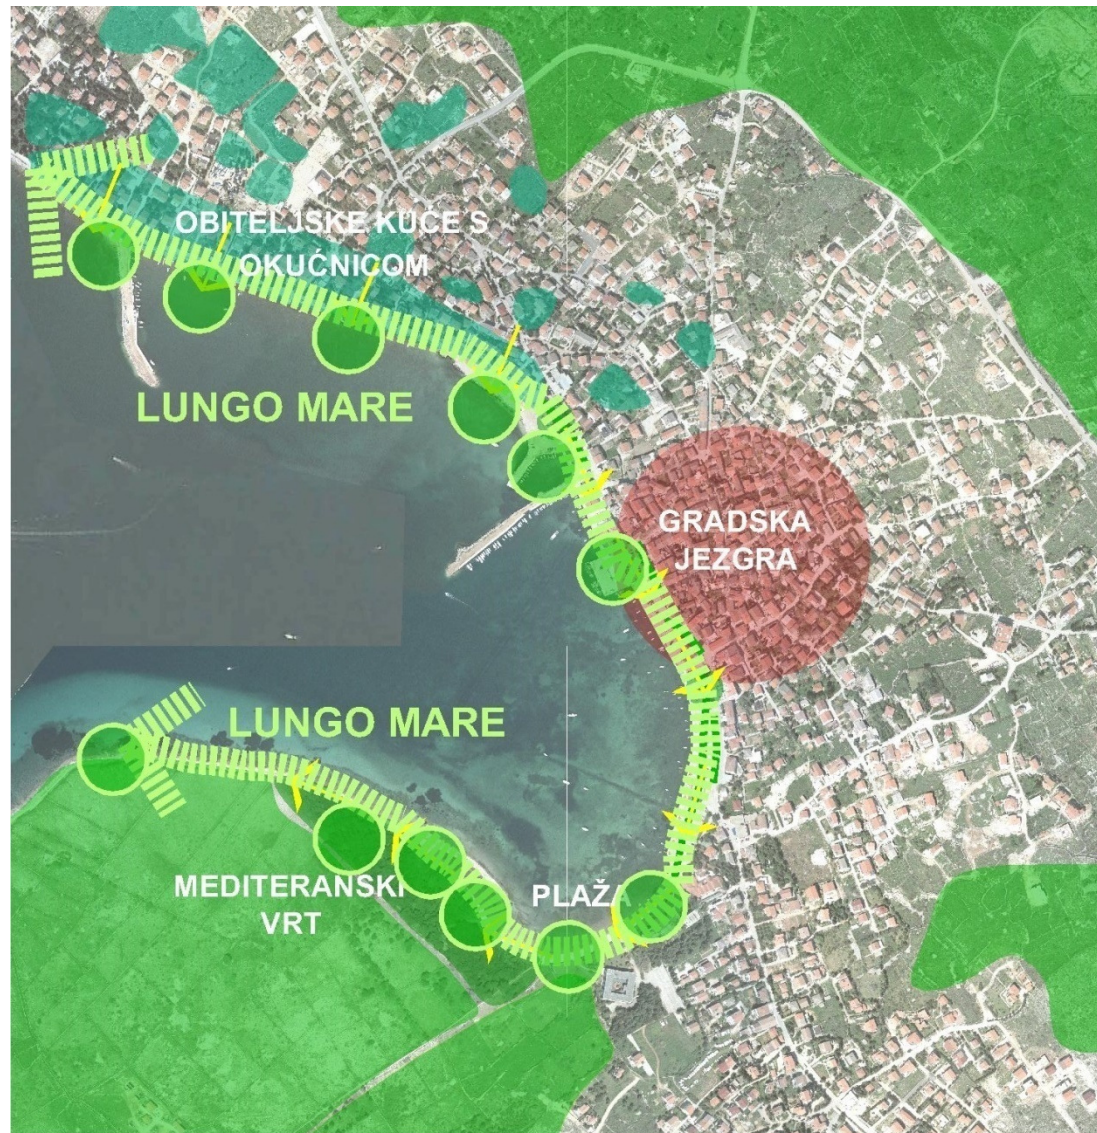 OBITELJSKE KUĆE S
OKUĆNICOM
LUNGO MARE
GRADSKA
JEZGRA
LUNGO MARE
MEDITERANSKI
VRT
PLAŽA